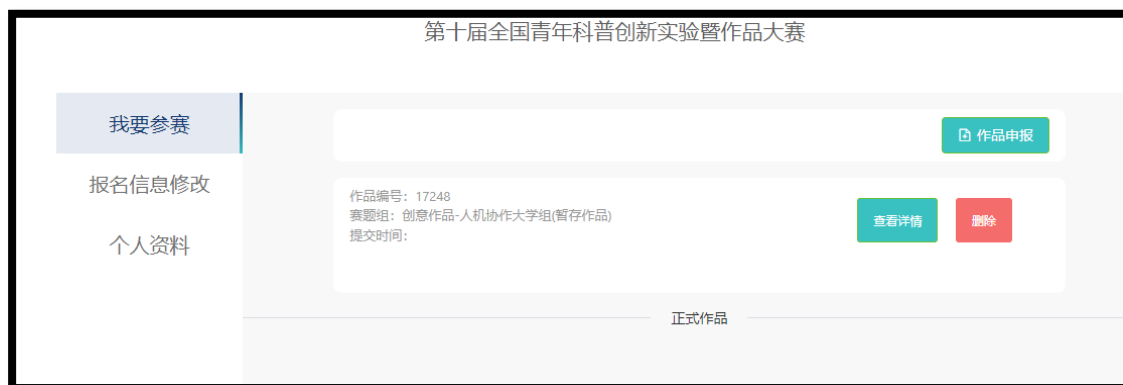 第十届全国青年科普创新实验暨作品大赛
我要参赛
报名信息修改
个人资料
作品申报
作品编号：17248
赛题组：创意作品-人机协作大学组(暂存作品)
提交时间：
查看详情
删除
正式作品